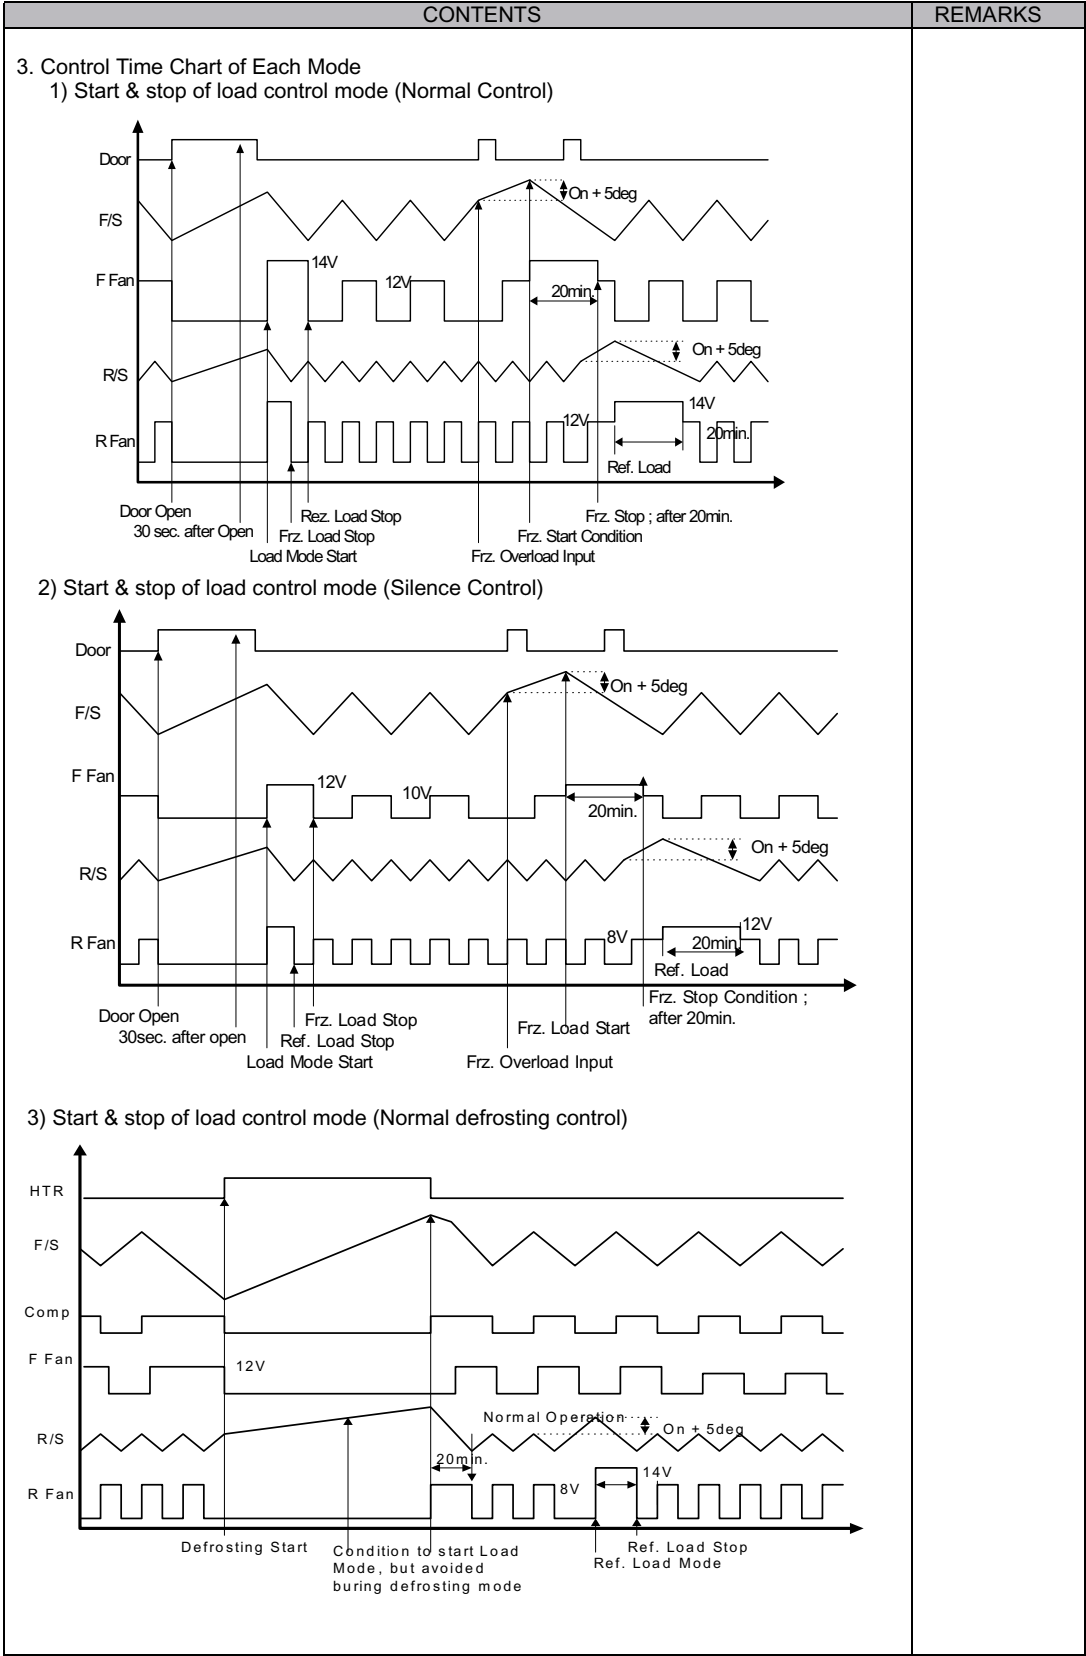 CONTENTS REMARKS
3. Control Time Chart of Each Mode
1) Start & stop of load control mode (Normal Control)
Door
On + 5deg
F/S
14V
F Fan
12V
20min.
On + 5deg
R/S
14V
12V
20min.
R Fan
Ref. Load
Door Open
Rez. Load Stop
Frz. Stop ; after 20min.
30 sec. after Open
Frz. Load Stop
Frz. Start Condition
Load Mode Start
Frz. Overload Input
2) Start & stop of load control mode (Silence Control)
Door
On + 5deg
F/S
F Fan
12V
10V
20min.
On + 5deg
R/S
12V
R Fan
8V
20min
Ref. Load
Frz. Stop Condition ;
after 20min.
Door Open
Frz. Load Stop
30sec. after open
Ref. Load Stop
Frz. Load Start
Load Mode Start
Frz. Overload Input
3) Start & stop of load control mode (Normal defrosting control)
HTR
F/S
Comp
F Fan
12V
Normal Operation
On + 5deg
R/S
20min.
14V
R Fan
8V
Defrosting Start
Condition to start Load
Mode, but avoided
buring defrosting mode
Ref. Load Stop
Ref. Load Mode